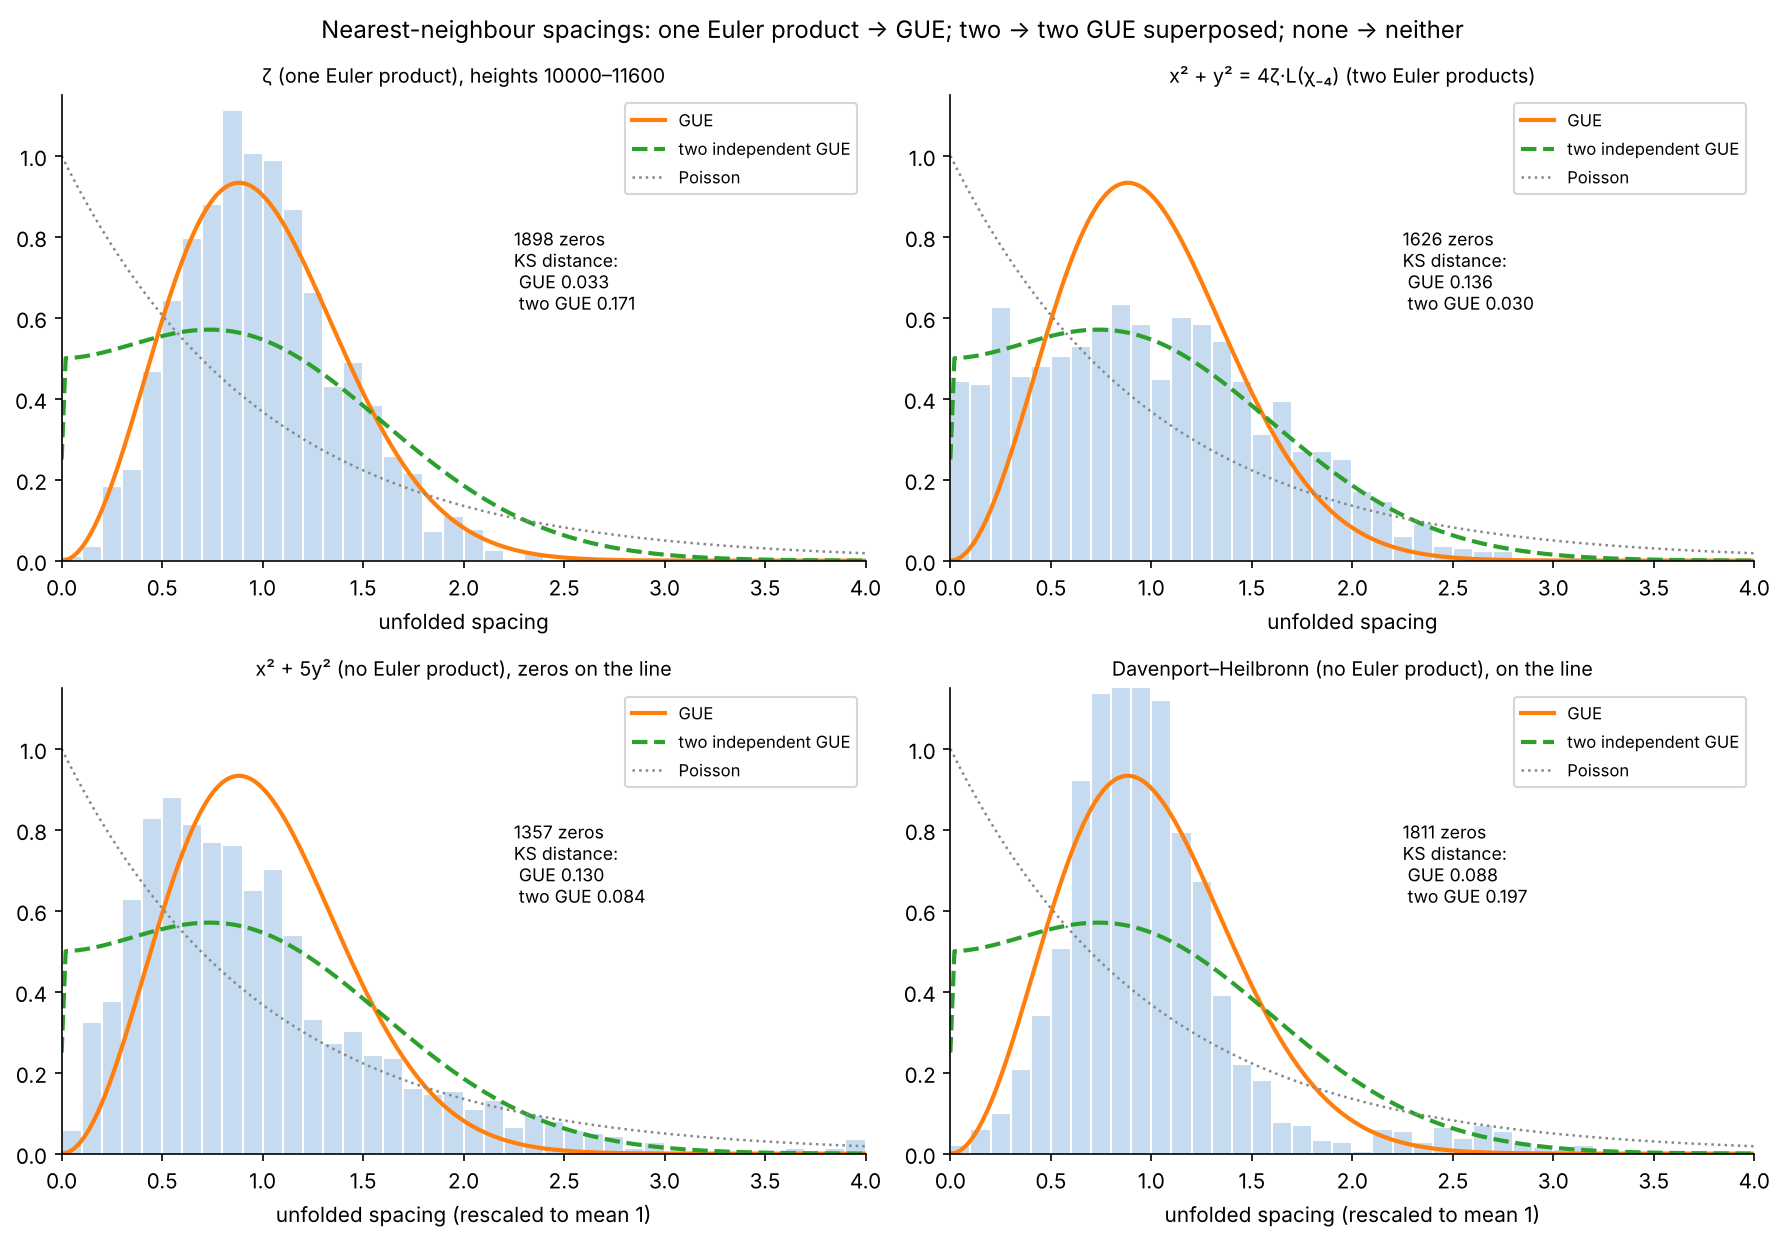 Nearest-neighbour spacings: one Euler product → GUE; two → two GUE superposed; none → neither
ζ (one Euler product), heights 10000–11600
GUE
two independent GUE
Poisson
1898 zeros
KS distance:
GUE 0.033
two GUE 0.171
1.0
0.8
0.6
0.4
0.2
0.0
0.0 0.5 1.0 1.5 2.0 2.5 3.0 3.5 4.0
unfolded spacing
x² + y² = 4ζ·L(χ₋₄) (two Euler products)
GUE
two independent GUE
Poisson
1626 zeros
KS distance:
GUE 0.136
two GUE 0.030
1.0
0.8
0.6
0.4
0.2
0.0
0.0 0.5 1.0 1.5 2.0 2.5 3.0 3.5 4.0
unfolded spacing
x² + 5y² (no Euler product), zeros on the line
GUE
two independent GUE
Poisson
1357 zeros
KS distance:
GUE 0.130
two GUE 0.084
1.0
0.8
0.6
0.4
0.2
0.0
0.0 0.5 1.0 1.5 2.0 2.5 3.0 3.5 4.0
unfolded spacing (rescaled to mean 1)
Davenport–Heilbronn (no Euler product), on the line
GUE
two independent GUE
Poisson
1811 zeros
KS distance:
GUE 0.088
two GUE 0.197
1.0
0.8
0.6
0.4
0.2
0.0
0.0 0.5 1.0 1.5 2.0 2.5 3.0 3.5 4.0
unfolded spacing (rescaled to mean 1)